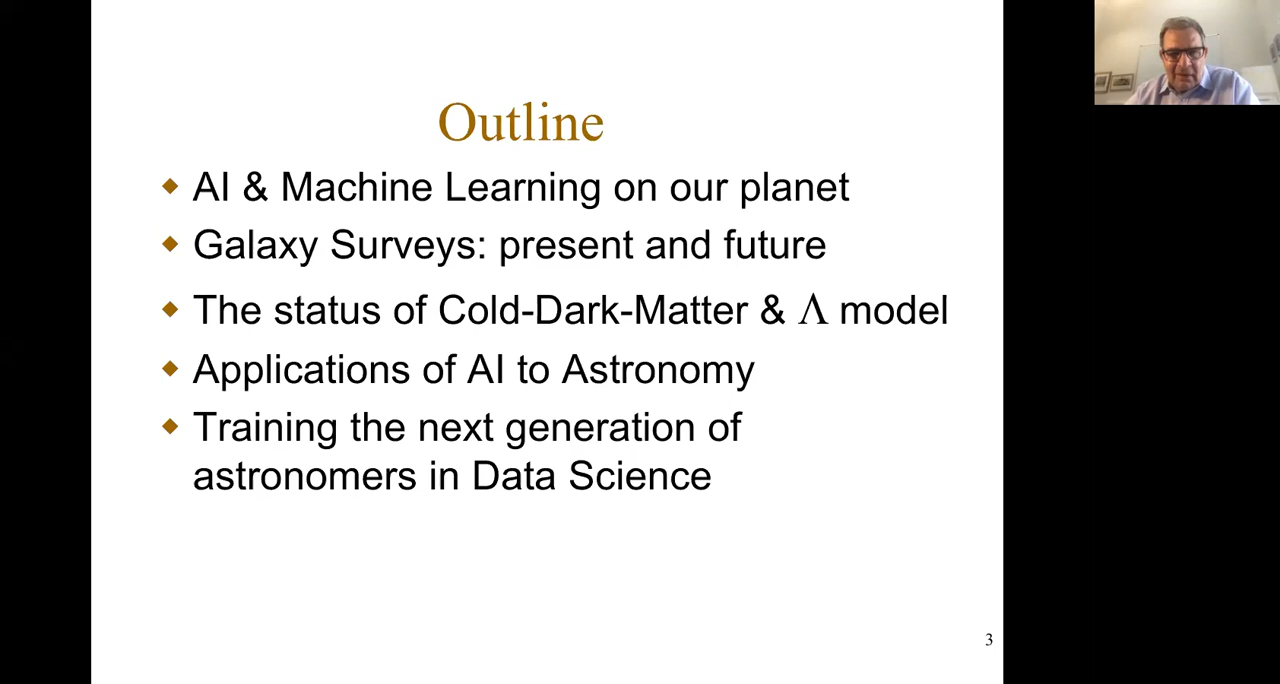 Outline
AI & Machine Learning on our planet
Galaxy Surveys: present and future
The status of Cold-Dark-Matter & Λ model
Applications of AI to Astronomy
Training the next generation of
astronomers in Data Science
3